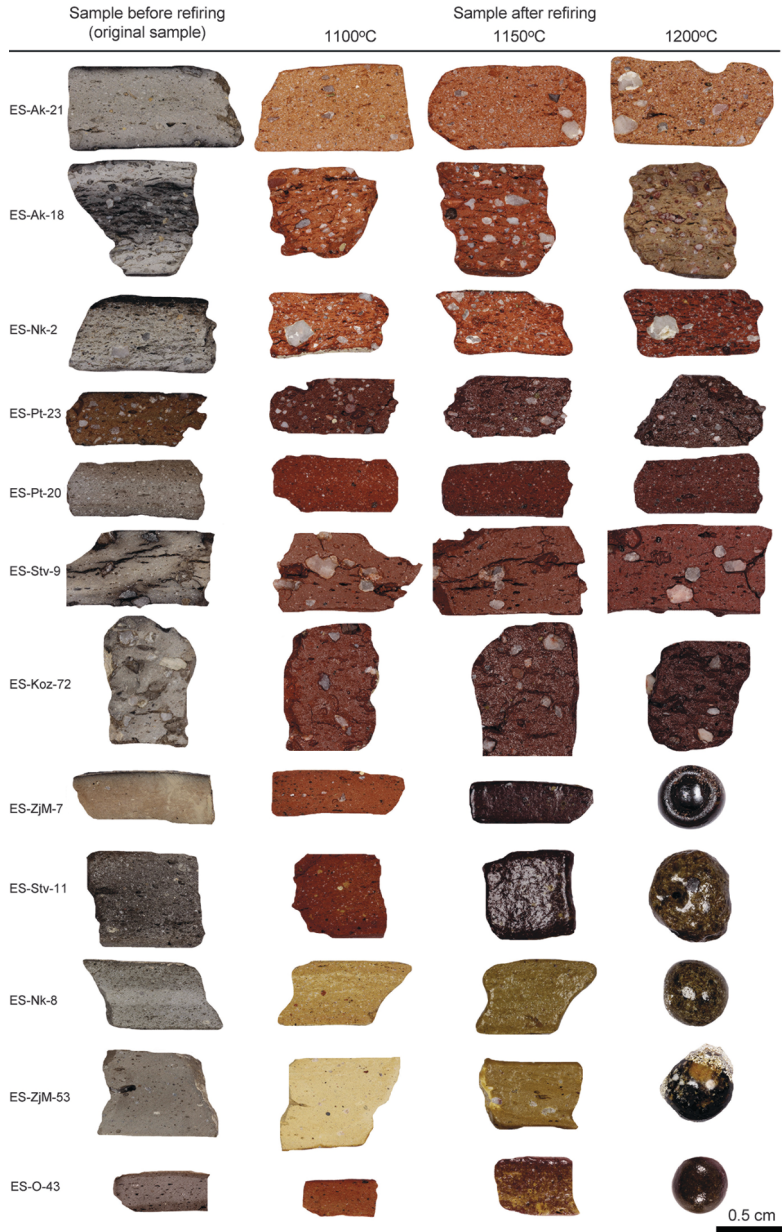 Sample before refiring
(original sample)
Sample after refiring
1100ºC
1150ºC
1200ºC
ES-Ak-21
ES-Ak-18
ES-Nk-2
ES-Pt-23
ES-Pt-20
ES-Stv-9
ES-Koz-72
ES-ZjM-7
ES-Stv-11
ES-Nk-8
ES-ZjM-53
ES-O-43
0.5 cm